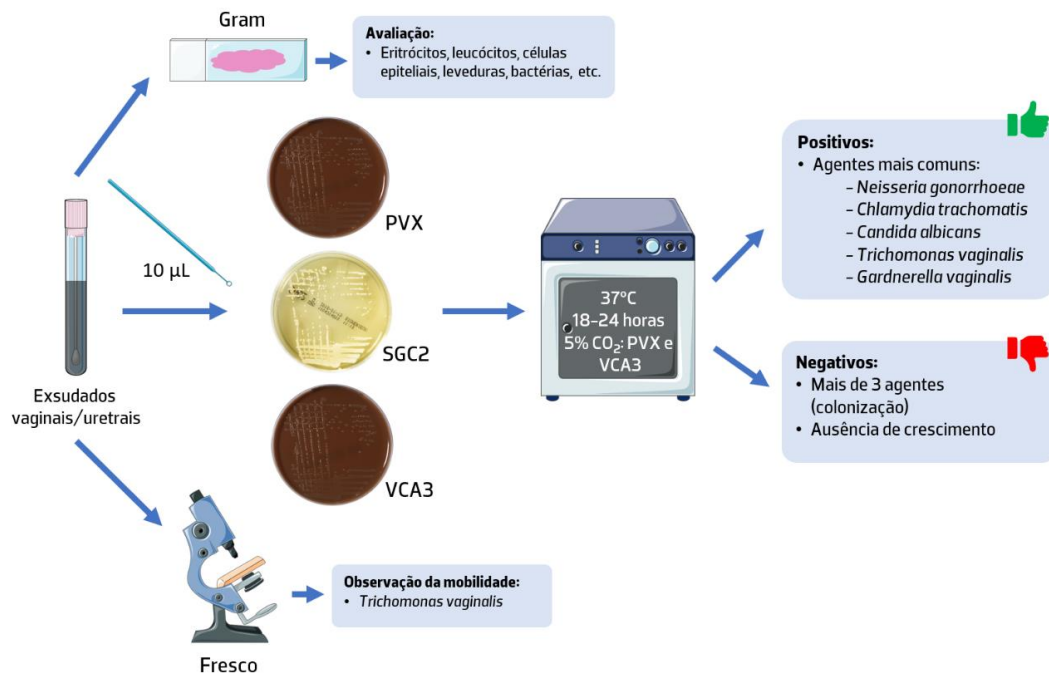 Gram
Avaliação:
• Eritrócitos, leucócitos, células
epiteliais, leveduras, bactérias, etc.
PVX
10 µL
SGC2
VCA3
Exsudados
vaginais/uretrais
37ºC
18-24 horas
5% CO₂: PVX e
VCA3
Positivos:
• Agentes mais comuns:
- Neisseria gonorrhoeae
- Chlamydia trachomatis
- Candida albicans
- Trichomonas vaginalis
- Gardnerella vaginalis
Negativos:
• Mais de 3 agentes
(colonização)
• Ausência de crescimento
Observação da mobilidade:
• Trichomonas vaginalis
Fresco